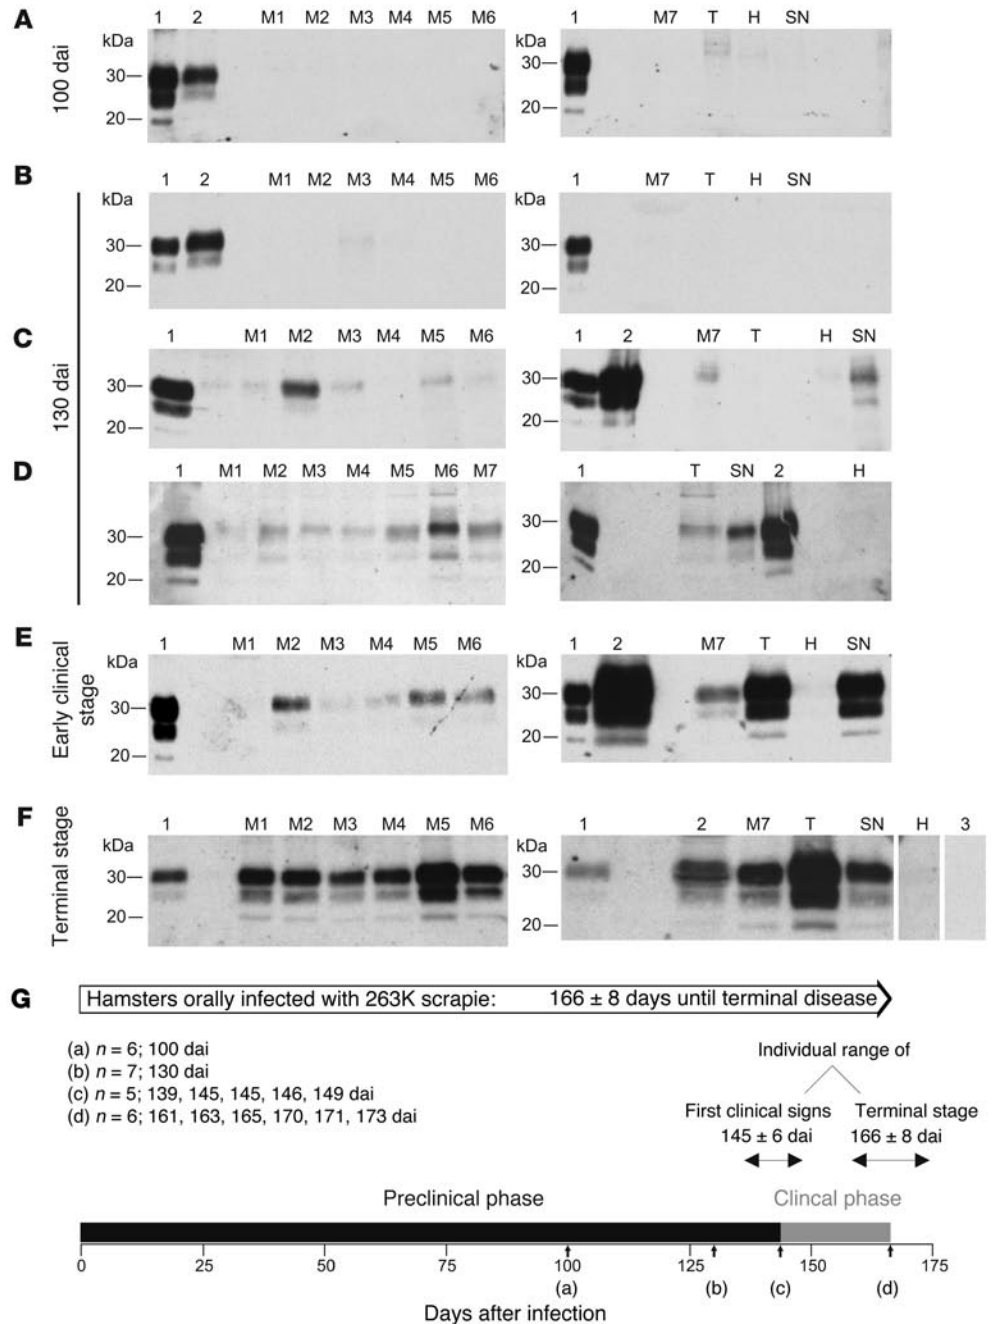 A
100 dai
1 2 M1 M2 M3 M4 M5 M6
kDa
30
20
1 M7 T H SN
kDa
30
20
B
130 dai
1 2 M1 M2 M3 M4 M5 M6
kDa
30
20
1 M7 T H SN
kDa
30
20
C
1 M1 M2 M3 M4 M5 M6
30
20
1 2 M7 T H SN
30
20
D
1 M1 M2 M3 M4 M5 M6 M7
30
20
1 T SN 2 H
30
20
E
Early clinical
stage
1 M1 M2 M3 M4 M5 M6
kDa
30
20
1 2 M7 T H SN
kDa
30
20
F
Terminal stage
1 M1 M2 M3 M4 M5 M6
kDa
30
20
1 2 M7 T SN H 3
kDa
30
20
G
Hamsters orally infected with 263K scrapie: 166 ± 8 days until terminal disease
(a) n = 6; 100 dai
(b) n = 7; 130 dai
(c) n = 5; 139, 145, 145, 146, 149 dai
(d) n = 6; 161, 163, 165, 170, 171, 173 dai
Individual range of
First clinical signs Terminal stage
145 ± 6 dai 166 ± 8 dai
Preclinical phase Clincal phase
0 25 50 75 100 125 150 175
(a) (b) (c) (d)
Days after infection